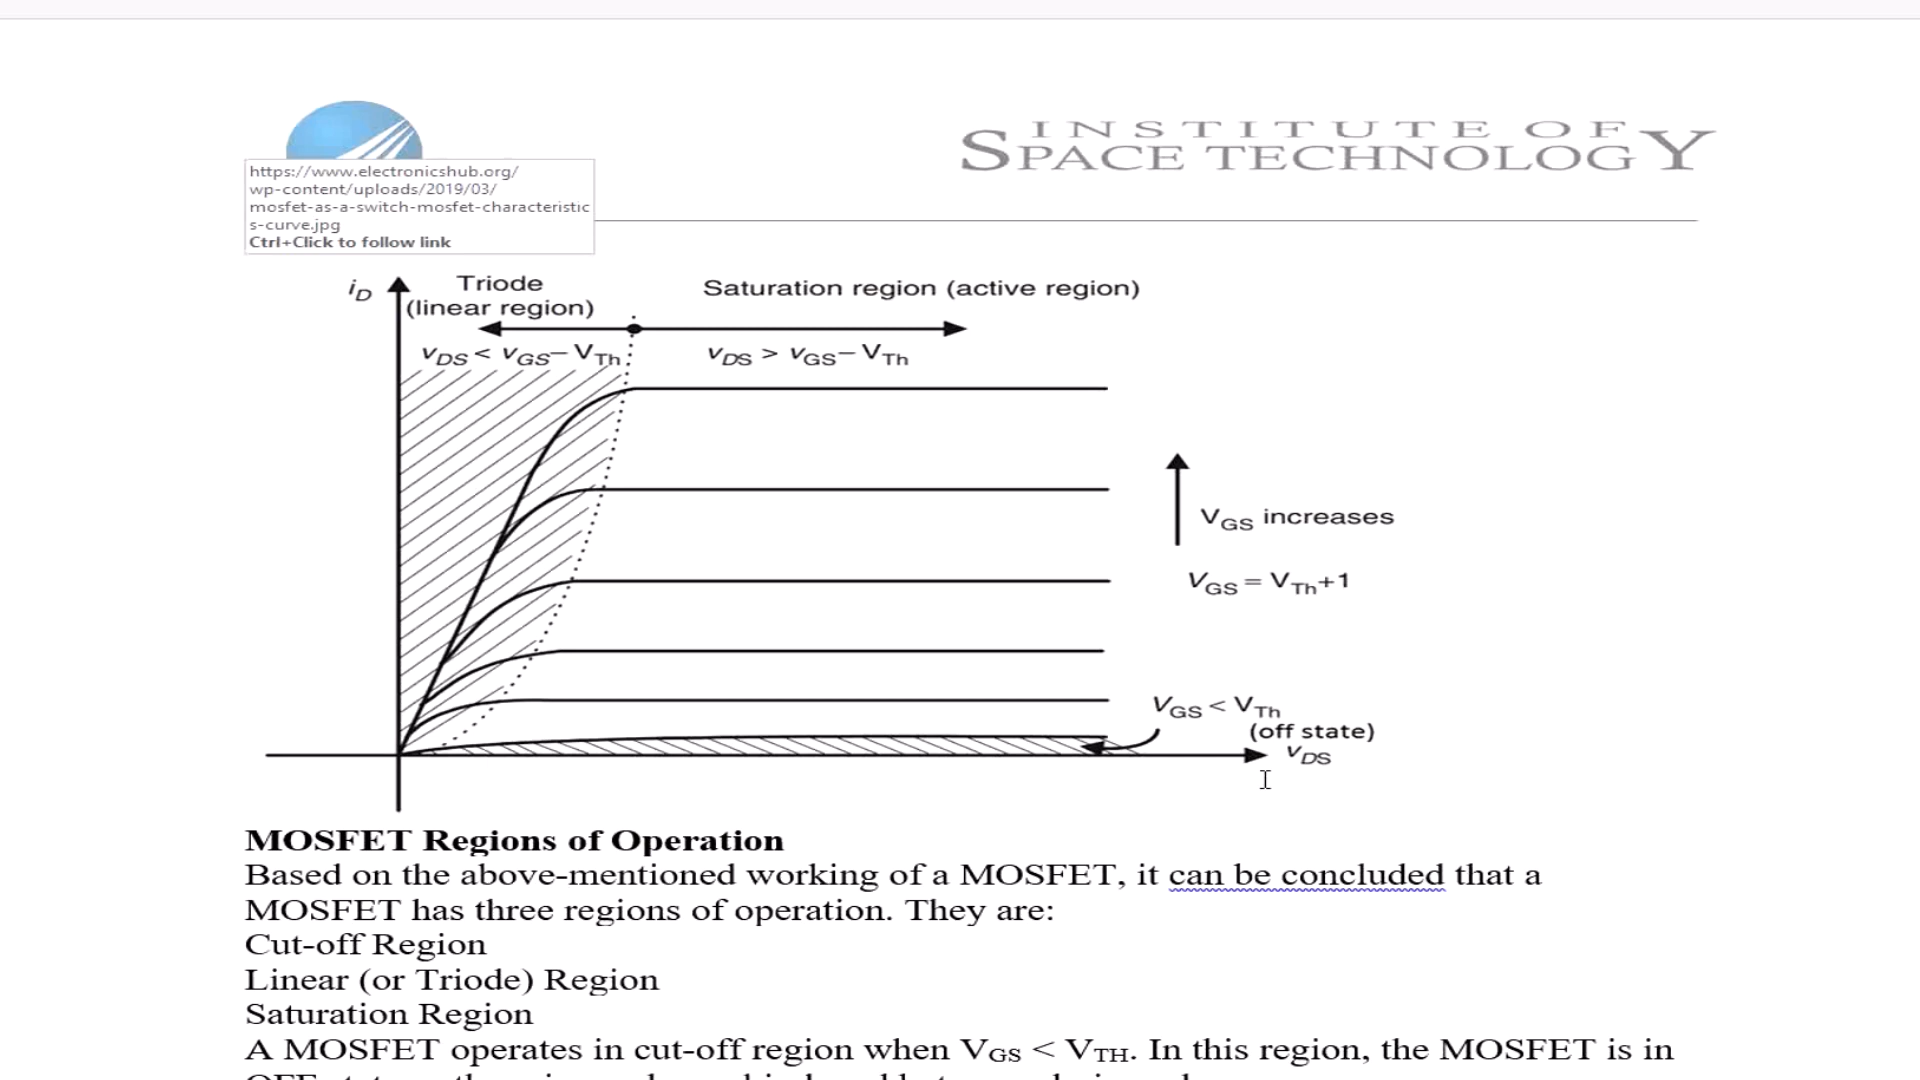 INSTITUTE OF
SPACE TECHNOLOGY
https://www.electronicshub.org/
wp-content/uploads/2019/03/
mosfet-as-a-switch-mosfet-characteristic
s-curve.jpg
Ctrl+Click to follow link
iD
Triode
(linear region)
Saturation region (active region)
vDS < vGS– VTh
vDS > vGS– VTh
VGS increases
VGS = VTh+1
VGS < VTh
(off state)
vDS
MOSFET Regions of Operation
Based on the above-mentioned working of a MOSFET, it can be concluded that a
MOSFET has three regions of operation. They are:
Cut-off Region
Linear (or Triode) Region
Saturation Region
A MOSFET operates in cut-off region when VGS < VTH. In this region, the MOSFET is in